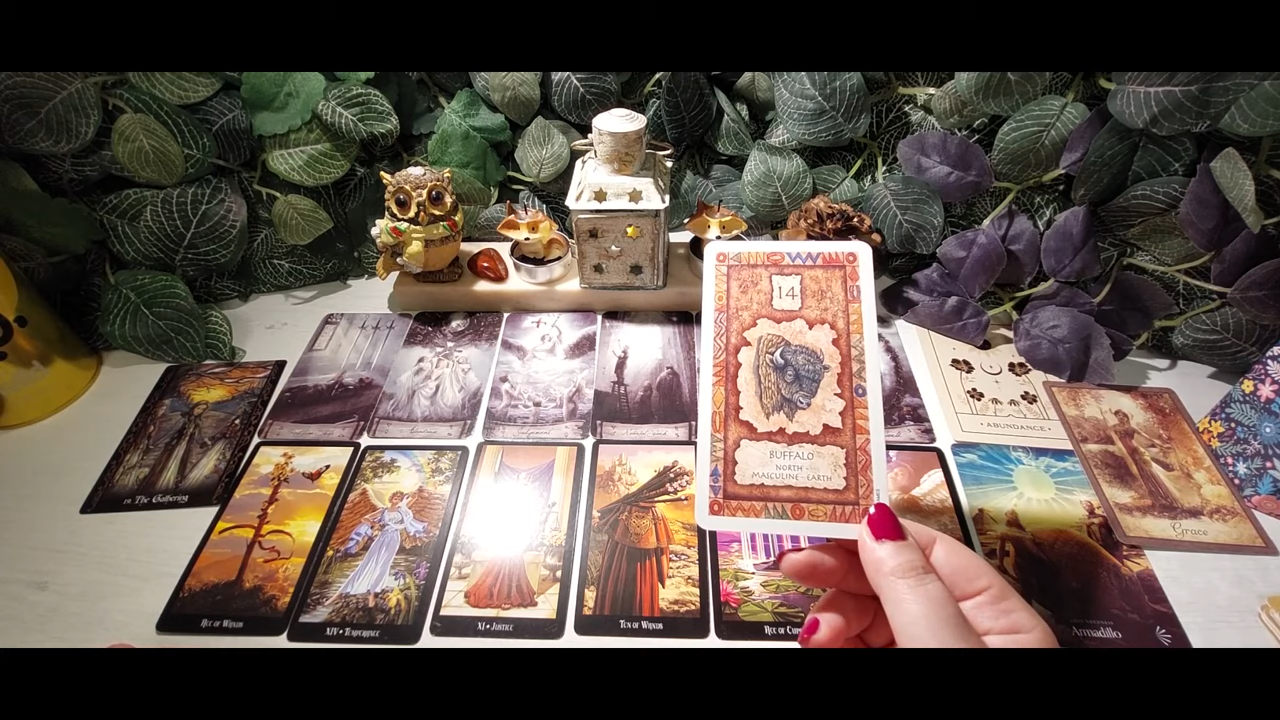 14
BUFFALO
NORTH -
MASCULINE - EARTH
· ABUNDANCE ·
19. The Gathering
Grace
Ace of Wands
XIV • Temperance
XI • Justice
Ten of Wands
Armadillo